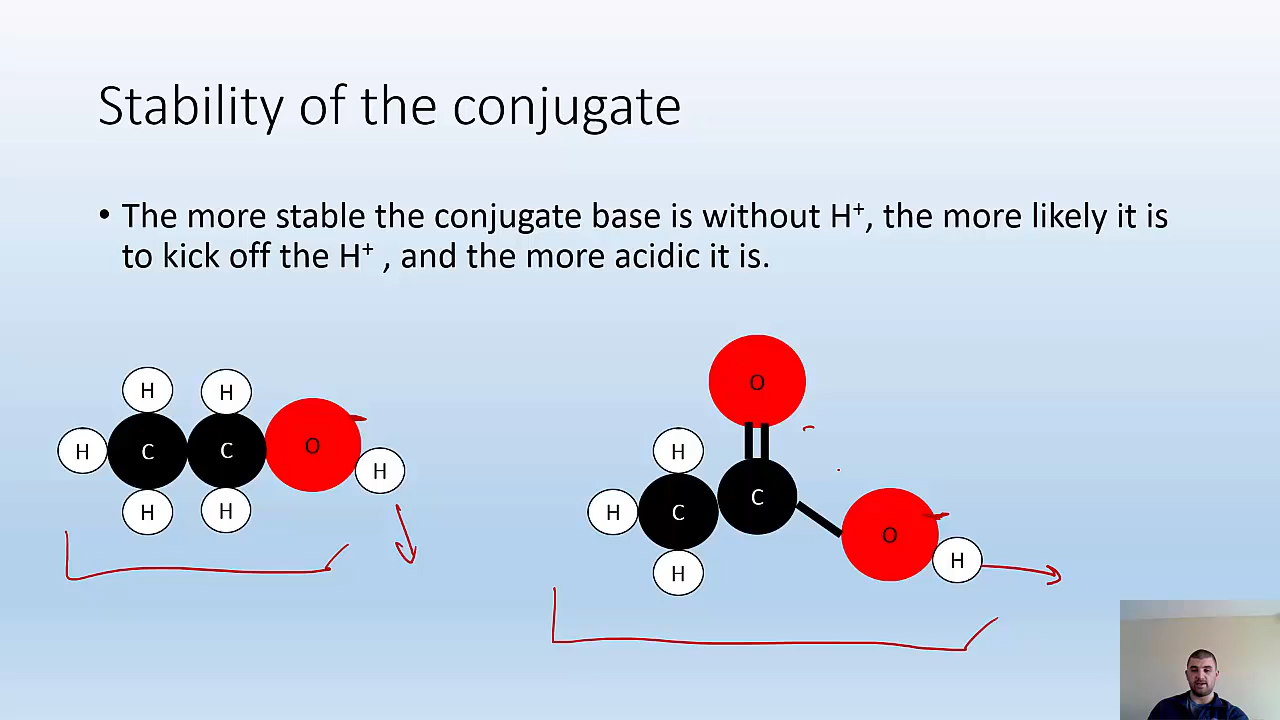 Stability of the conjugate
• The more stable the conjugate base is without H⁺, the more likely it is
to kick off the H⁺ , and the more acidic it is.
H H
H C C O H
H H
O
H
H C C O H
H